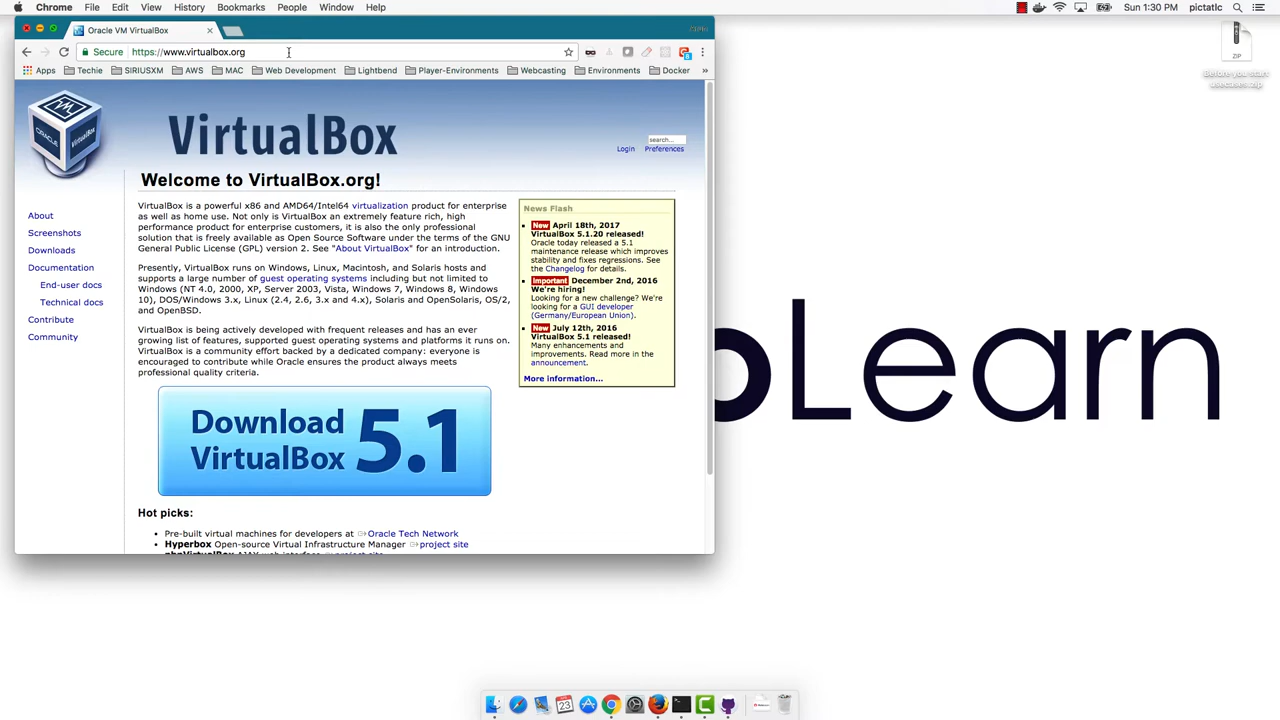 Chrome File Edit View History Bookmarks People Window Help
Sun 1:30 PM pictatic
Oracle VM VirtualBox
Secure https://www.virtualbox.org
Apps Techie SIRIUSXM AWS MAC Web Development Lightbend Player-Environments Webcasting Environments Docker »
ZIP
Before you start
usecases.zip
VirtualBox
search...
Login Preferences
Welcome to VirtualBox.org!
About
Screenshots
Downloads
Documentation
End-user docs
Technical docs
Contribute
Community
VirtualBox is a powerful x86 and AMD64/Intel64 virtualization product for enterprise
as well as home use. Not only is VirtualBox an extremely feature rich, high
performance product for enterprise customers, it is also the only professional
solution that is freely available as Open Source Software under the terms of the GNU
General Public License (GPL) version 2. See "About VirtualBox" for an introduction.
Presently, VirtualBox runs on Windows, Linux, Macintosh, and Solaris hosts and
supports a large number of guest operating systems including but not limited to
Windows (NT 4.0, 2000, XP, Server 2003, Vista, Windows 7, Windows 8, Windows
10), DOS/Windows 3.x, Linux (2.4, 2.6, 3.x and 4.x), Solaris and OpenSolaris, OS/2,
and OpenBSD.
VirtualBox is being actively developed with frequent releases and has an ever
growing list of features, supported guest operating systems and platforms it runs on.
VirtualBox is a community effort backed by a dedicated company: everyone is
encouraged to contribute while Oracle ensures the product always meets
professional quality criteria.
News Flash
New April 18th, 2017
VirtualBox 5.1.20 released!
Oracle today released a 5.1
maintenance release which improves
stability and fixes regressions. See
the Changelog for details.
Important December 2nd, 2016
We're hiring!
Looking for a new challenge? We're
looking for a GUI developer
(Germany/European Union).
New July 12th, 2016
VirtualBox 5.1 released!
Many enhancements and
improvements. Read more in the
announcement.
More information...
Download
VirtualBox 5.1
Hot picks:
Pre-built virtual machines for developers at Oracle Tech Network
Hyperbox Open-source Virtual Infrastructure Manager project site
phpVirtualBox AJAX web interface project site
oLearn
23